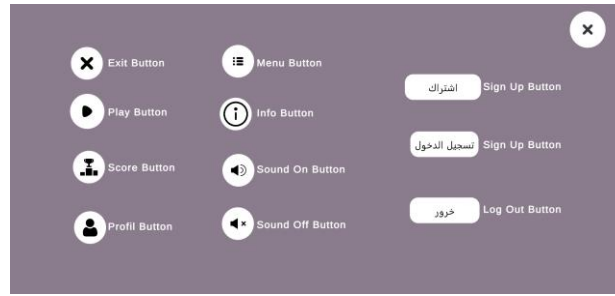 Exit Button
Menu Button
اشتراك Sign Up Button
Play Button
Info Button
تسجيل الدخول Sign Up Button
Score Button
Sound On Button
خرور Log Out Button
Profil Button
Sound Off Button